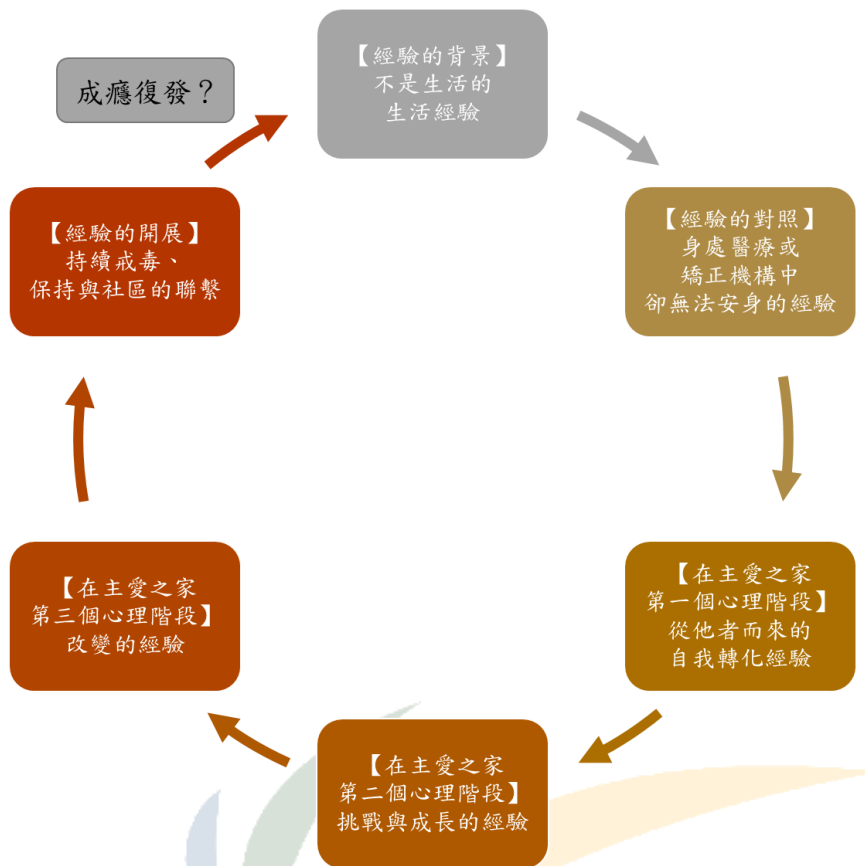 【經驗的背景】
不是生活的
生活經驗
成癮復發？
【經驗的對照】
身處醫療或
矯正機構中
卻無法安身的經驗
【在主愛之家
第一個心理階段】
從他者而來的
自我轉化經驗
【在主愛之家
第二個心理階段】
挑戰與成長的經驗
【在主愛之家
第三個心理階段】
改變的經驗
【經驗的開展】
持續戒毒、
保持與社區的聯繫